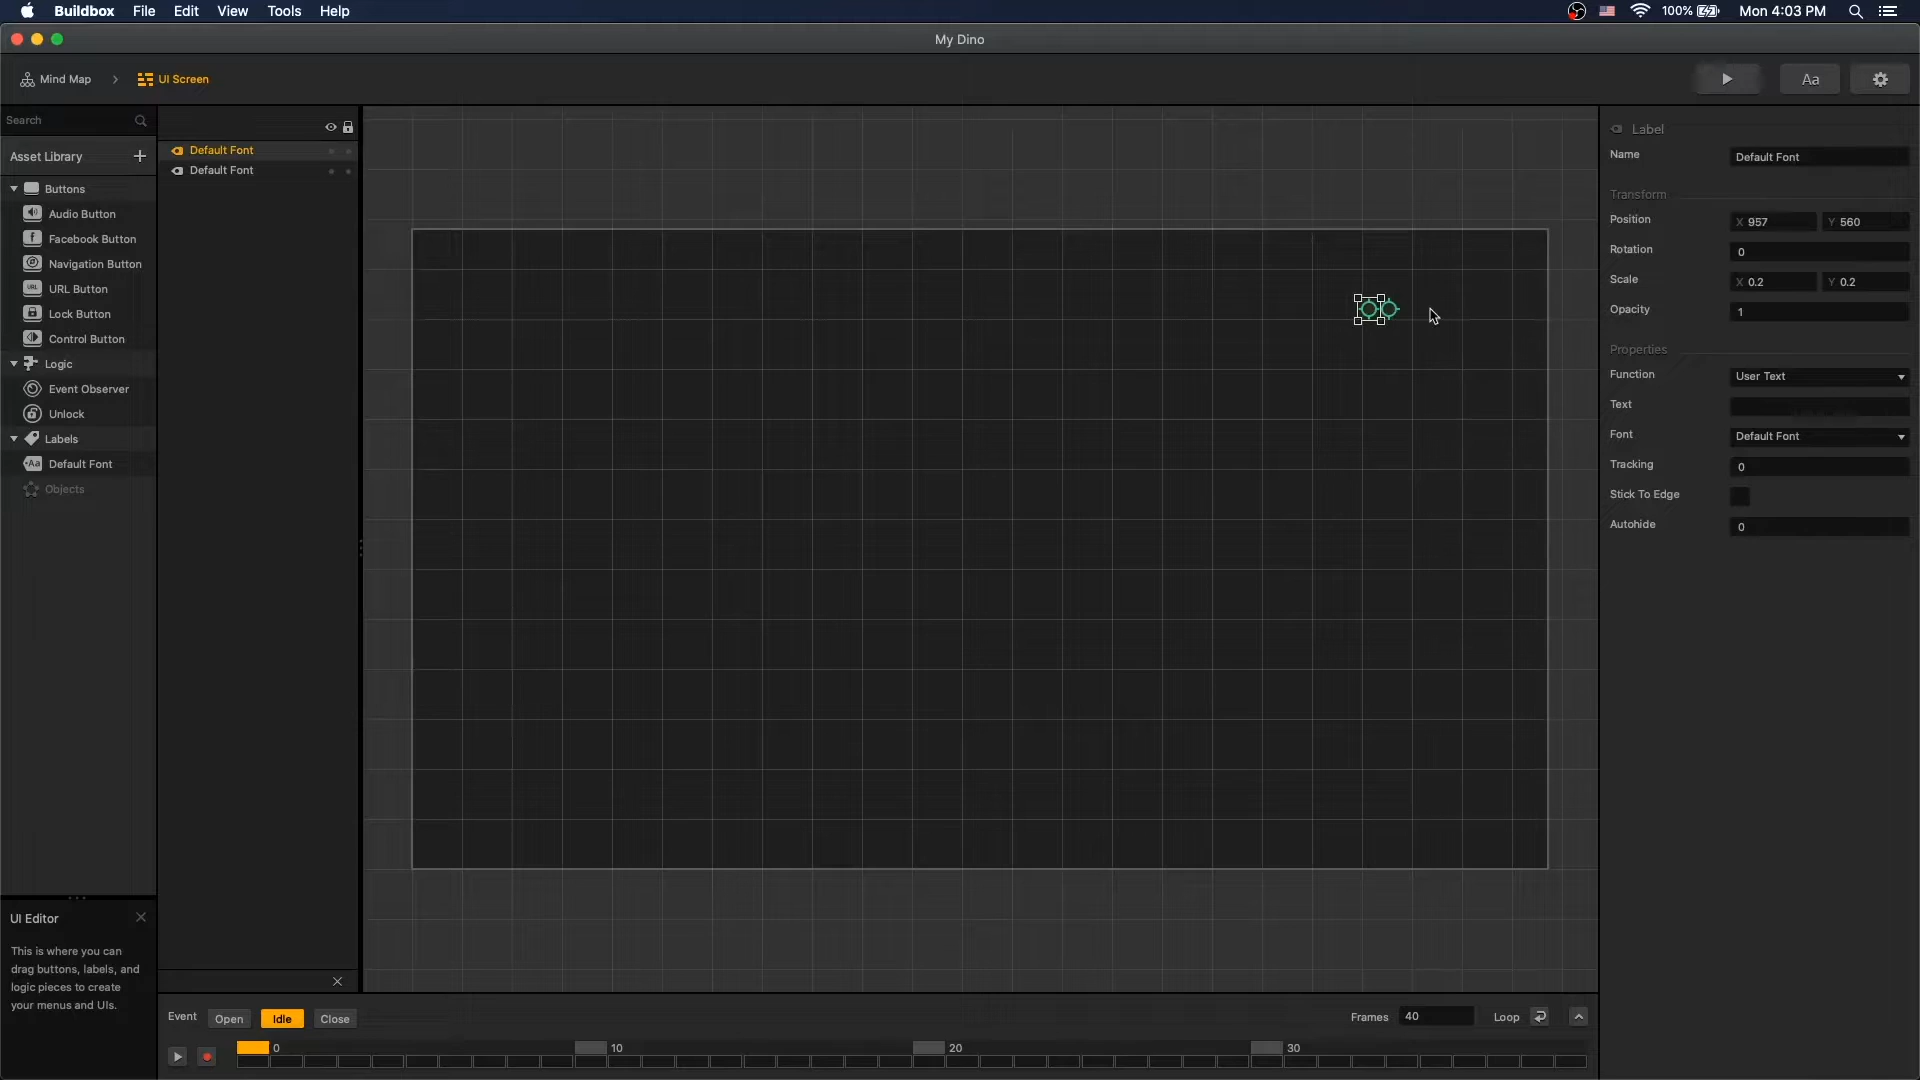 Buildbox File Edit View Tools Help
100% Mon 4:03 PM
My Dino
Mind Map UI Screen
Aa
Search
Asset Library
Buttons
Audio Button
Facebook Button
Navigation Button
URL
URL Button
Lock Button
Control Button
Logic
Event Observer
Unlock
Labels
Aa Default Font
Objects
Default Font
Default Font
Label
Name Default Font
Transform
Position X 957 Y 560
Rotation 0
Scale X 0.2 Y 0.2
Opacity 1
Properties
Function User Text
Text
Font Default Font
Tracking 0
Stick To Edge
Autohide 0
UI Editor
This is where you can
drag buttons, labels, and
logic pieces to create
your menus and UIs.
Event Open Idle Close
Frames 40 Loop
0 10 20 30